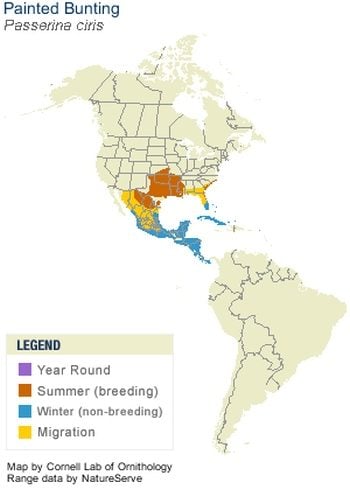 Painted Bunting
Passerina ciris
LEGEND
Year Round
Summer (breeding)
Winter (non-breeding)
Migration
Map by Cornell Lab of Ornithology
Range data by NatureServe